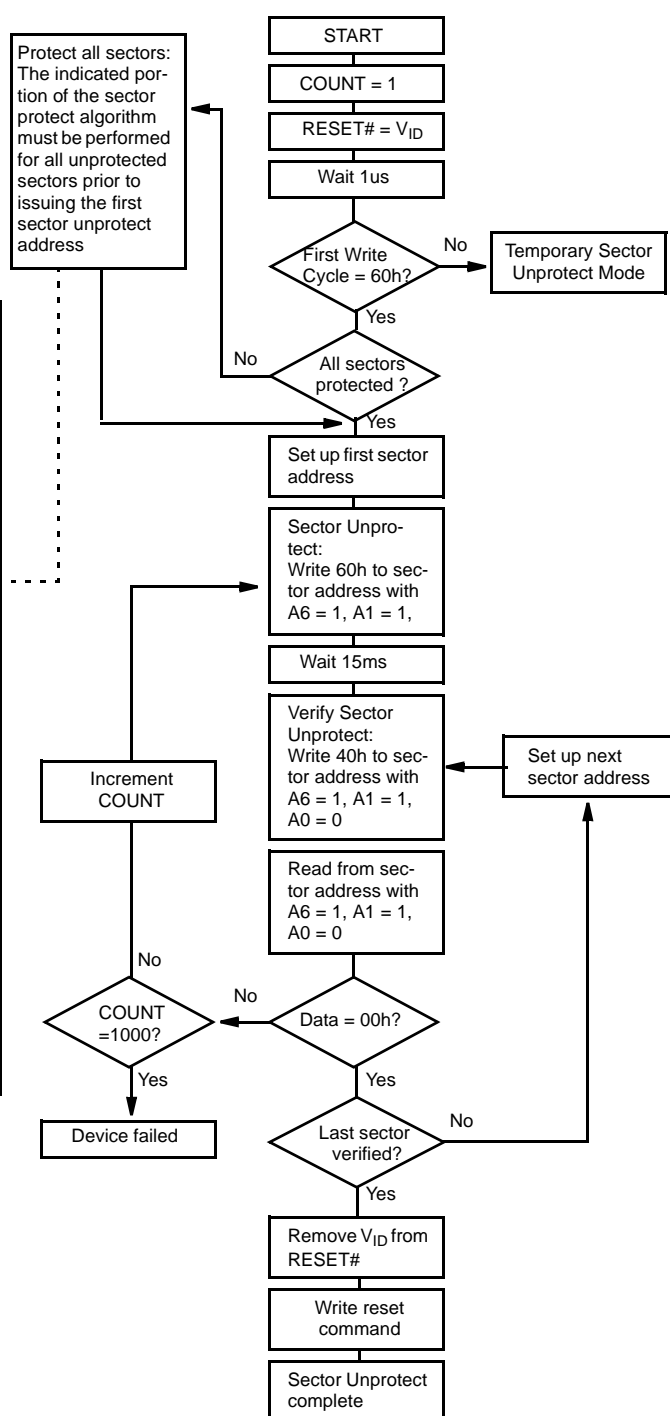 START
COUNT = 1
RESET# = VID
Wait 1us
Protect all sectors:
The indicated por-
tion of the sector
protect algorithm
must be performed
for all unprotected
sectors prior to
issuing the first
sector unprotect
address
First Write
Cycle = 60h?
No
Temporary Sector
Unprotect Mode
Yes
No
All sectors
protected ?
Yes
Set up first sector
address
Sector Unpro-
tect:
Write 60h to sec-
tor address with
A6 = 1, A1 = 1,
Wait 15ms
Verify Sector
Unprotect:
Write 40h to sec-
tor address with
A6 = 1, A1 = 1,
A0 = 0
Set up next
sector address
Increment
COUNT
Read from sec-
tor address with
A6 = 1, A1 = 1,
A0 = 0
No
COUNT
=1000?
No
Data = 00h?
Yes
Yes
Device failed
Last sector
verified?
No
Yes
Remove VID from
RESET#
Write reset
command
Sector Unprotect
complete